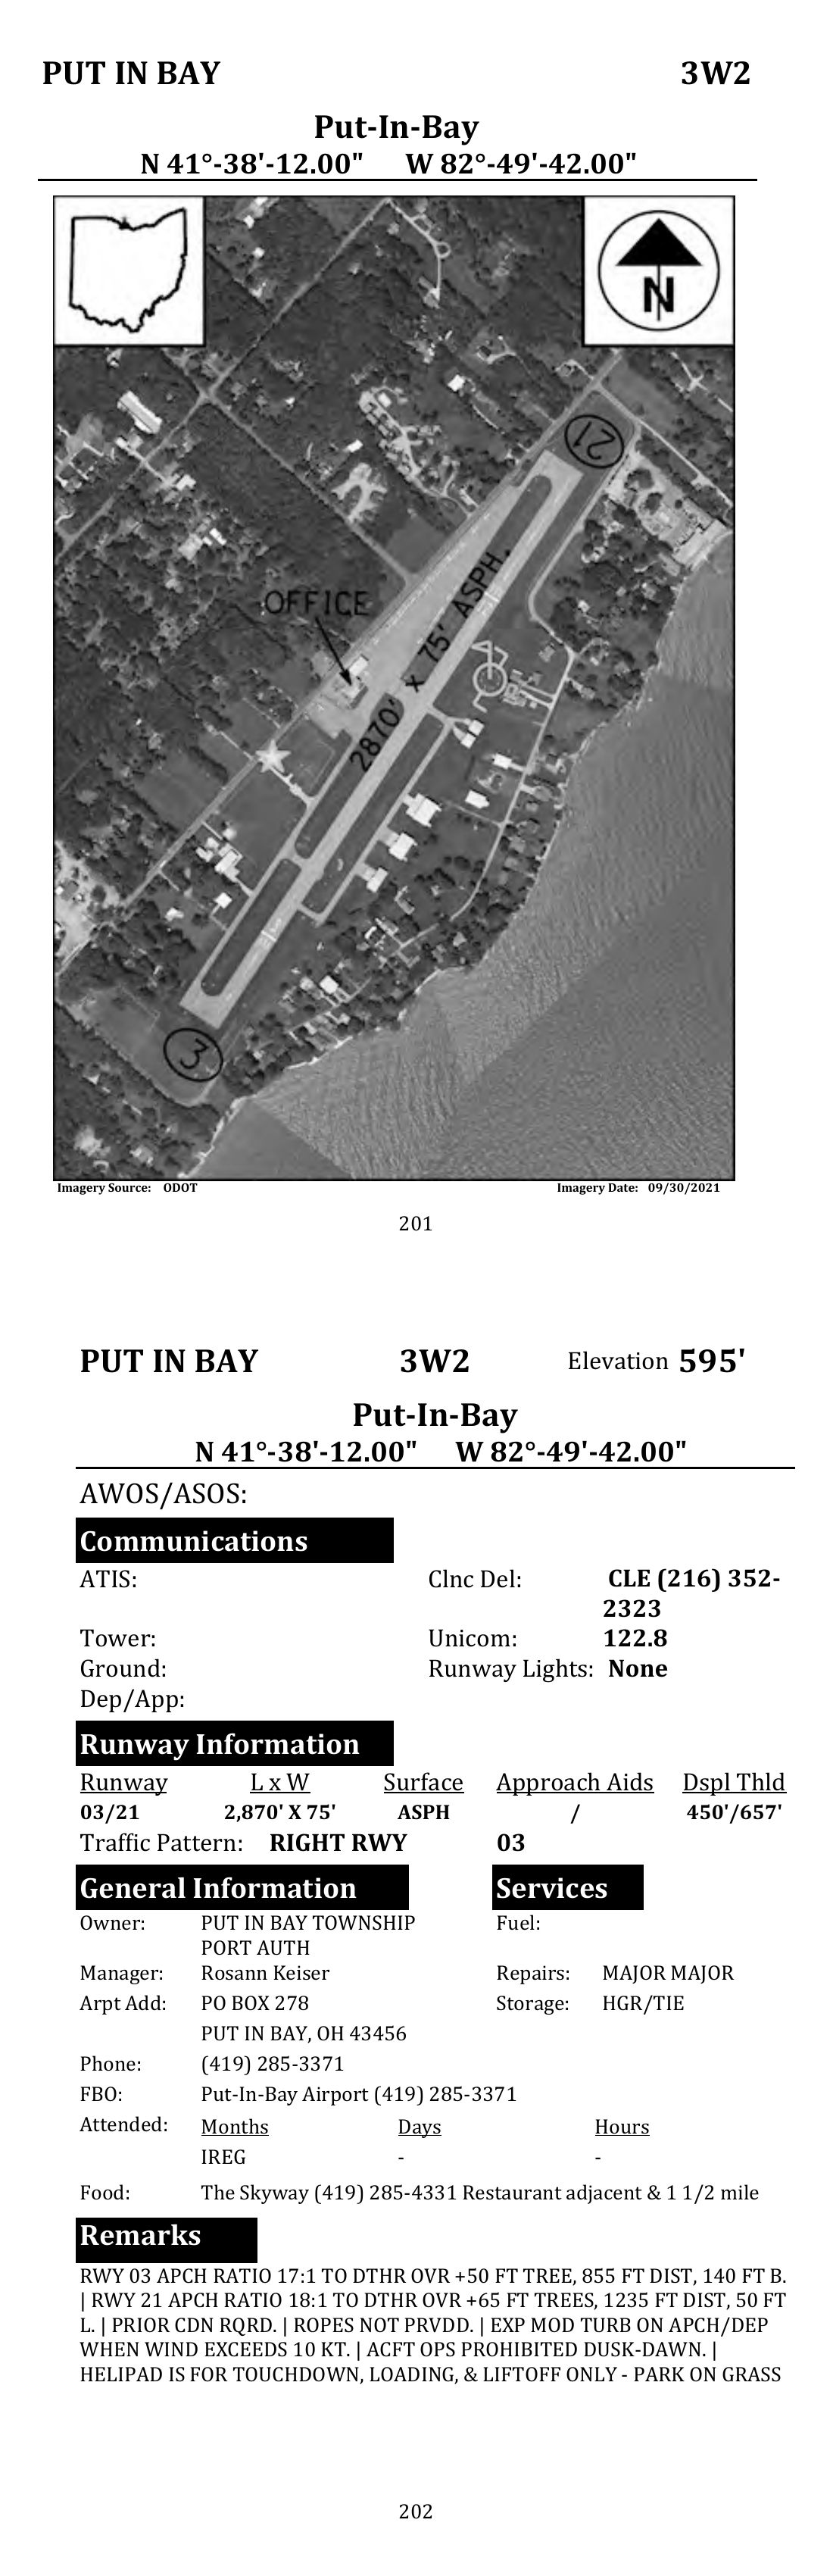 PUT IN BAY 3W2
Put-In-Bay
N 41°-38'-12.00" W 82°-49'-42.00"
N
21
OFFICE
2870' x 75' ASPH.
3
Imagery Source: ODOT Imagery Date: 09/30/2021
201
PUT IN BAY 3W2 Elevation 595'
Put-In-Bay
N 41°-38'-12.00" W 82°-49'-42.00"
AWOS/ASOS:
Communications
ATIS: Clnc Del: CLE (216) 352-
2323
Tower: Unicom: 122.8
Ground: Runway Lights: None
Dep/App:
Runway Information
Runway L x W Surface Approach Aids Dspl Thld
03/21 2,870' X 75' ASPH / 450'/657'
Traffic Pattern: RIGHT RWY 03
General Information Services
Owner: PUT IN BAY TOWNSHIP Fuel:
PORT AUTH
Manager: Rosann Keiser Repairs: MAJOR MAJOR
Arpt Add: PO BOX 278 Storage: HGR/TIE
PUT IN BAY, OH 43456
Phone: (419) 285-3371
FBO: Put-In-Bay Airport (419) 285-3371
Attended: Months Days Hours
IREG - -
Food: The Skyway (419) 285-4331 Restaurant adjacent & 1 1/2 mile
Remarks
RWY 03 APCH RATIO 17:1 TO DTHR OVR +50 FT TREE, 855 FT DIST, 140 FT B.
| RWY 21 APCH RATIO 18:1 TO DTHR OVR +65 FT TREES, 1235 FT DIST, 50 FT
L. | PRIOR CDN RQRD. | ROPES NOT PRVDD. | EXP MOD TURB ON APCH/DEP
WHEN WIND EXCEEDS 10 KT. | ACFT OPS PROHIBITED DUSK-DAWN. |
HELIPAD IS FOR TOUCHDOWN, LOADING, & LIFTOFF ONLY - PARK ON GRASS
202